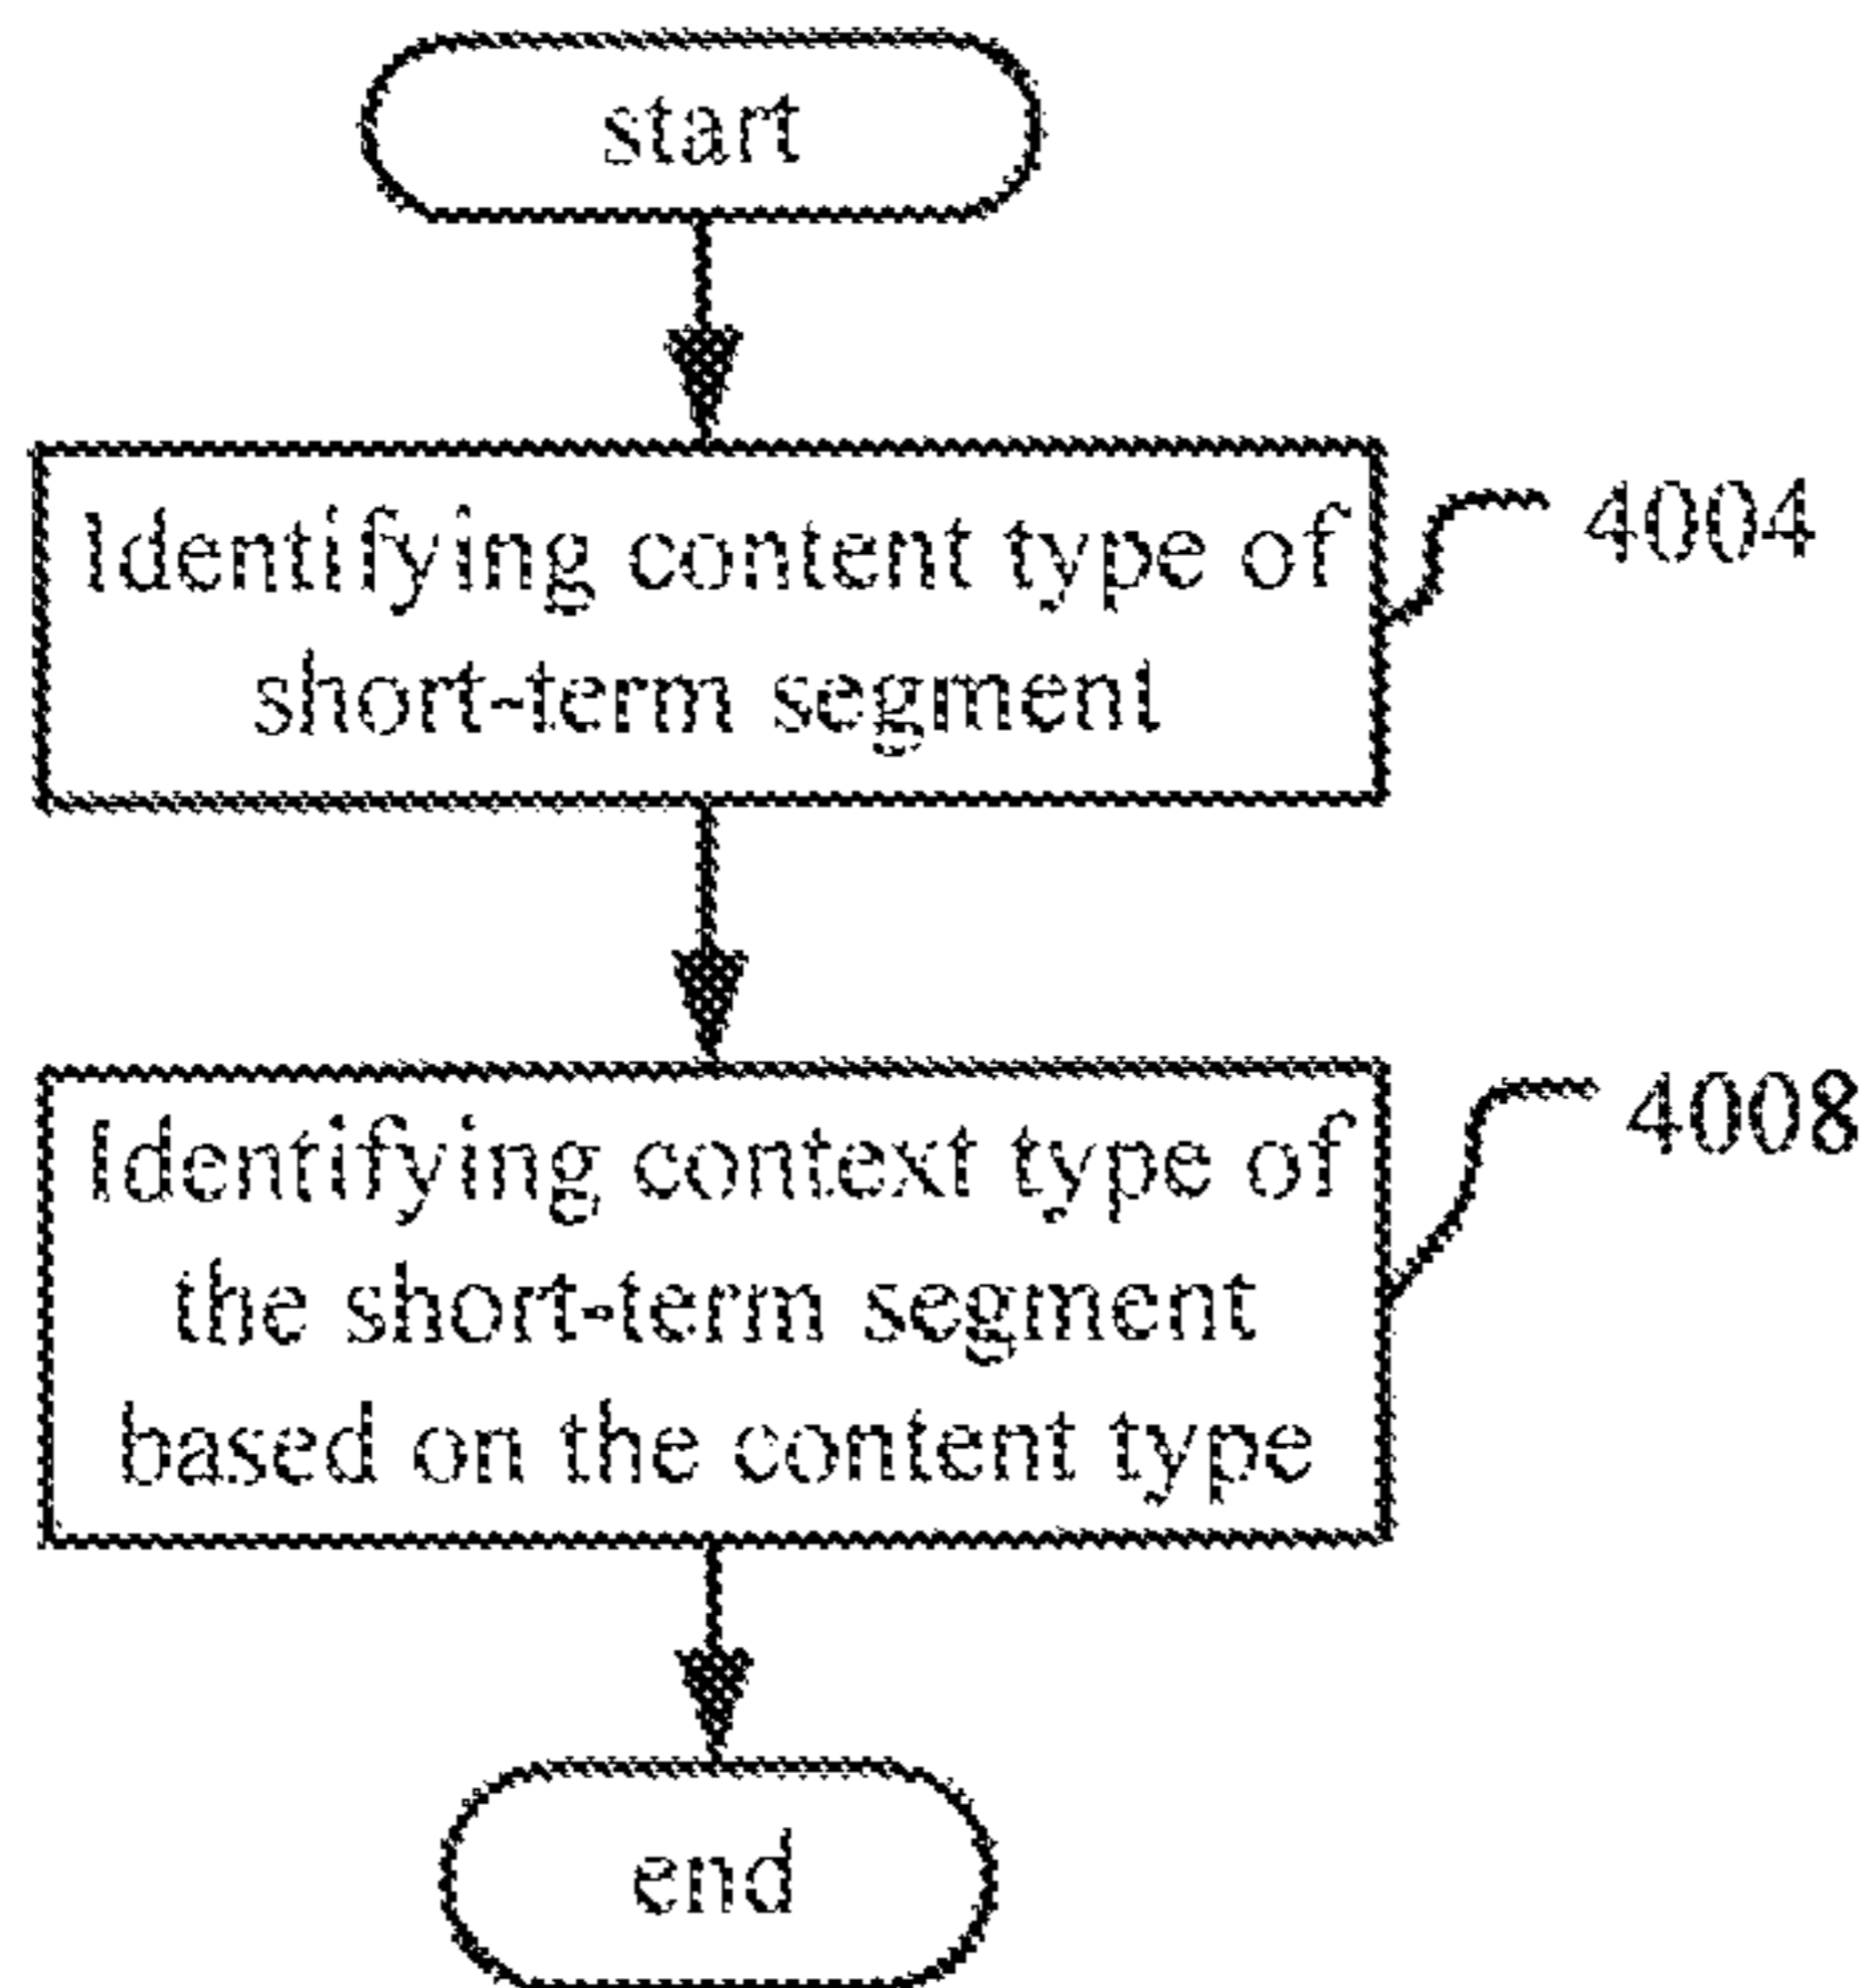 start
Identifying content type of
short-term segment
4004
Identifying context type of
the short-term segment
based on the content type
4008
end